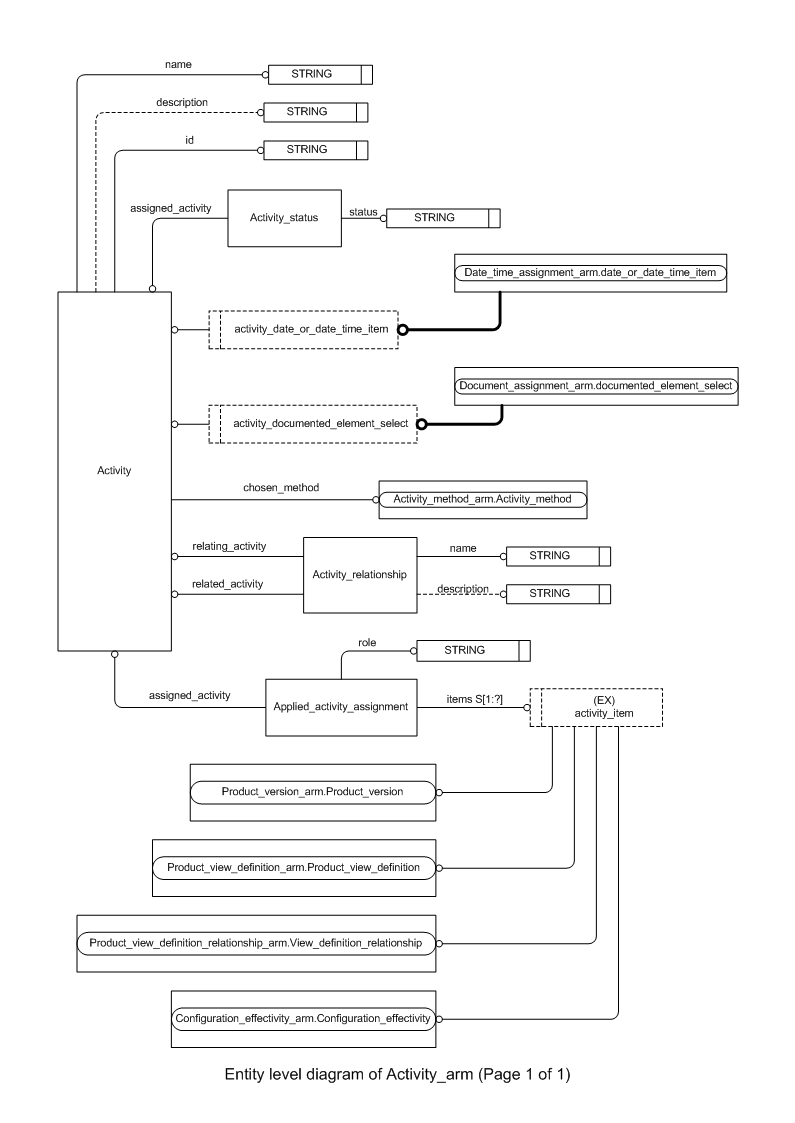 name
STRING
description
STRING
id
STRING
assigned_activity
Activity_status
status
STRING
Date_time_assignment_arm.date_or_date_time_item
activity_date_or_date_time_item
Document_assignment_arm.documented_element_select
activity_documented_element_select
Activity
chosen_method
Activity_method_arm.Activity_method
relating_activity
Activity_relationship
name
STRING
related_activity
description
STRING
role
STRING
assigned_activity
Applied_activity_assignment
items S[1:?]
(EX)
activity_item
Product_version_arm.Product_version
Product_view_definition_arm.Product_view_definition
Product_view_definition_relationship_arm.View_definition_relationship
Configuration_effectivity_arm.Configuration_effectivity
Entity level diagram of Activity_arm (Page 1 of 1)